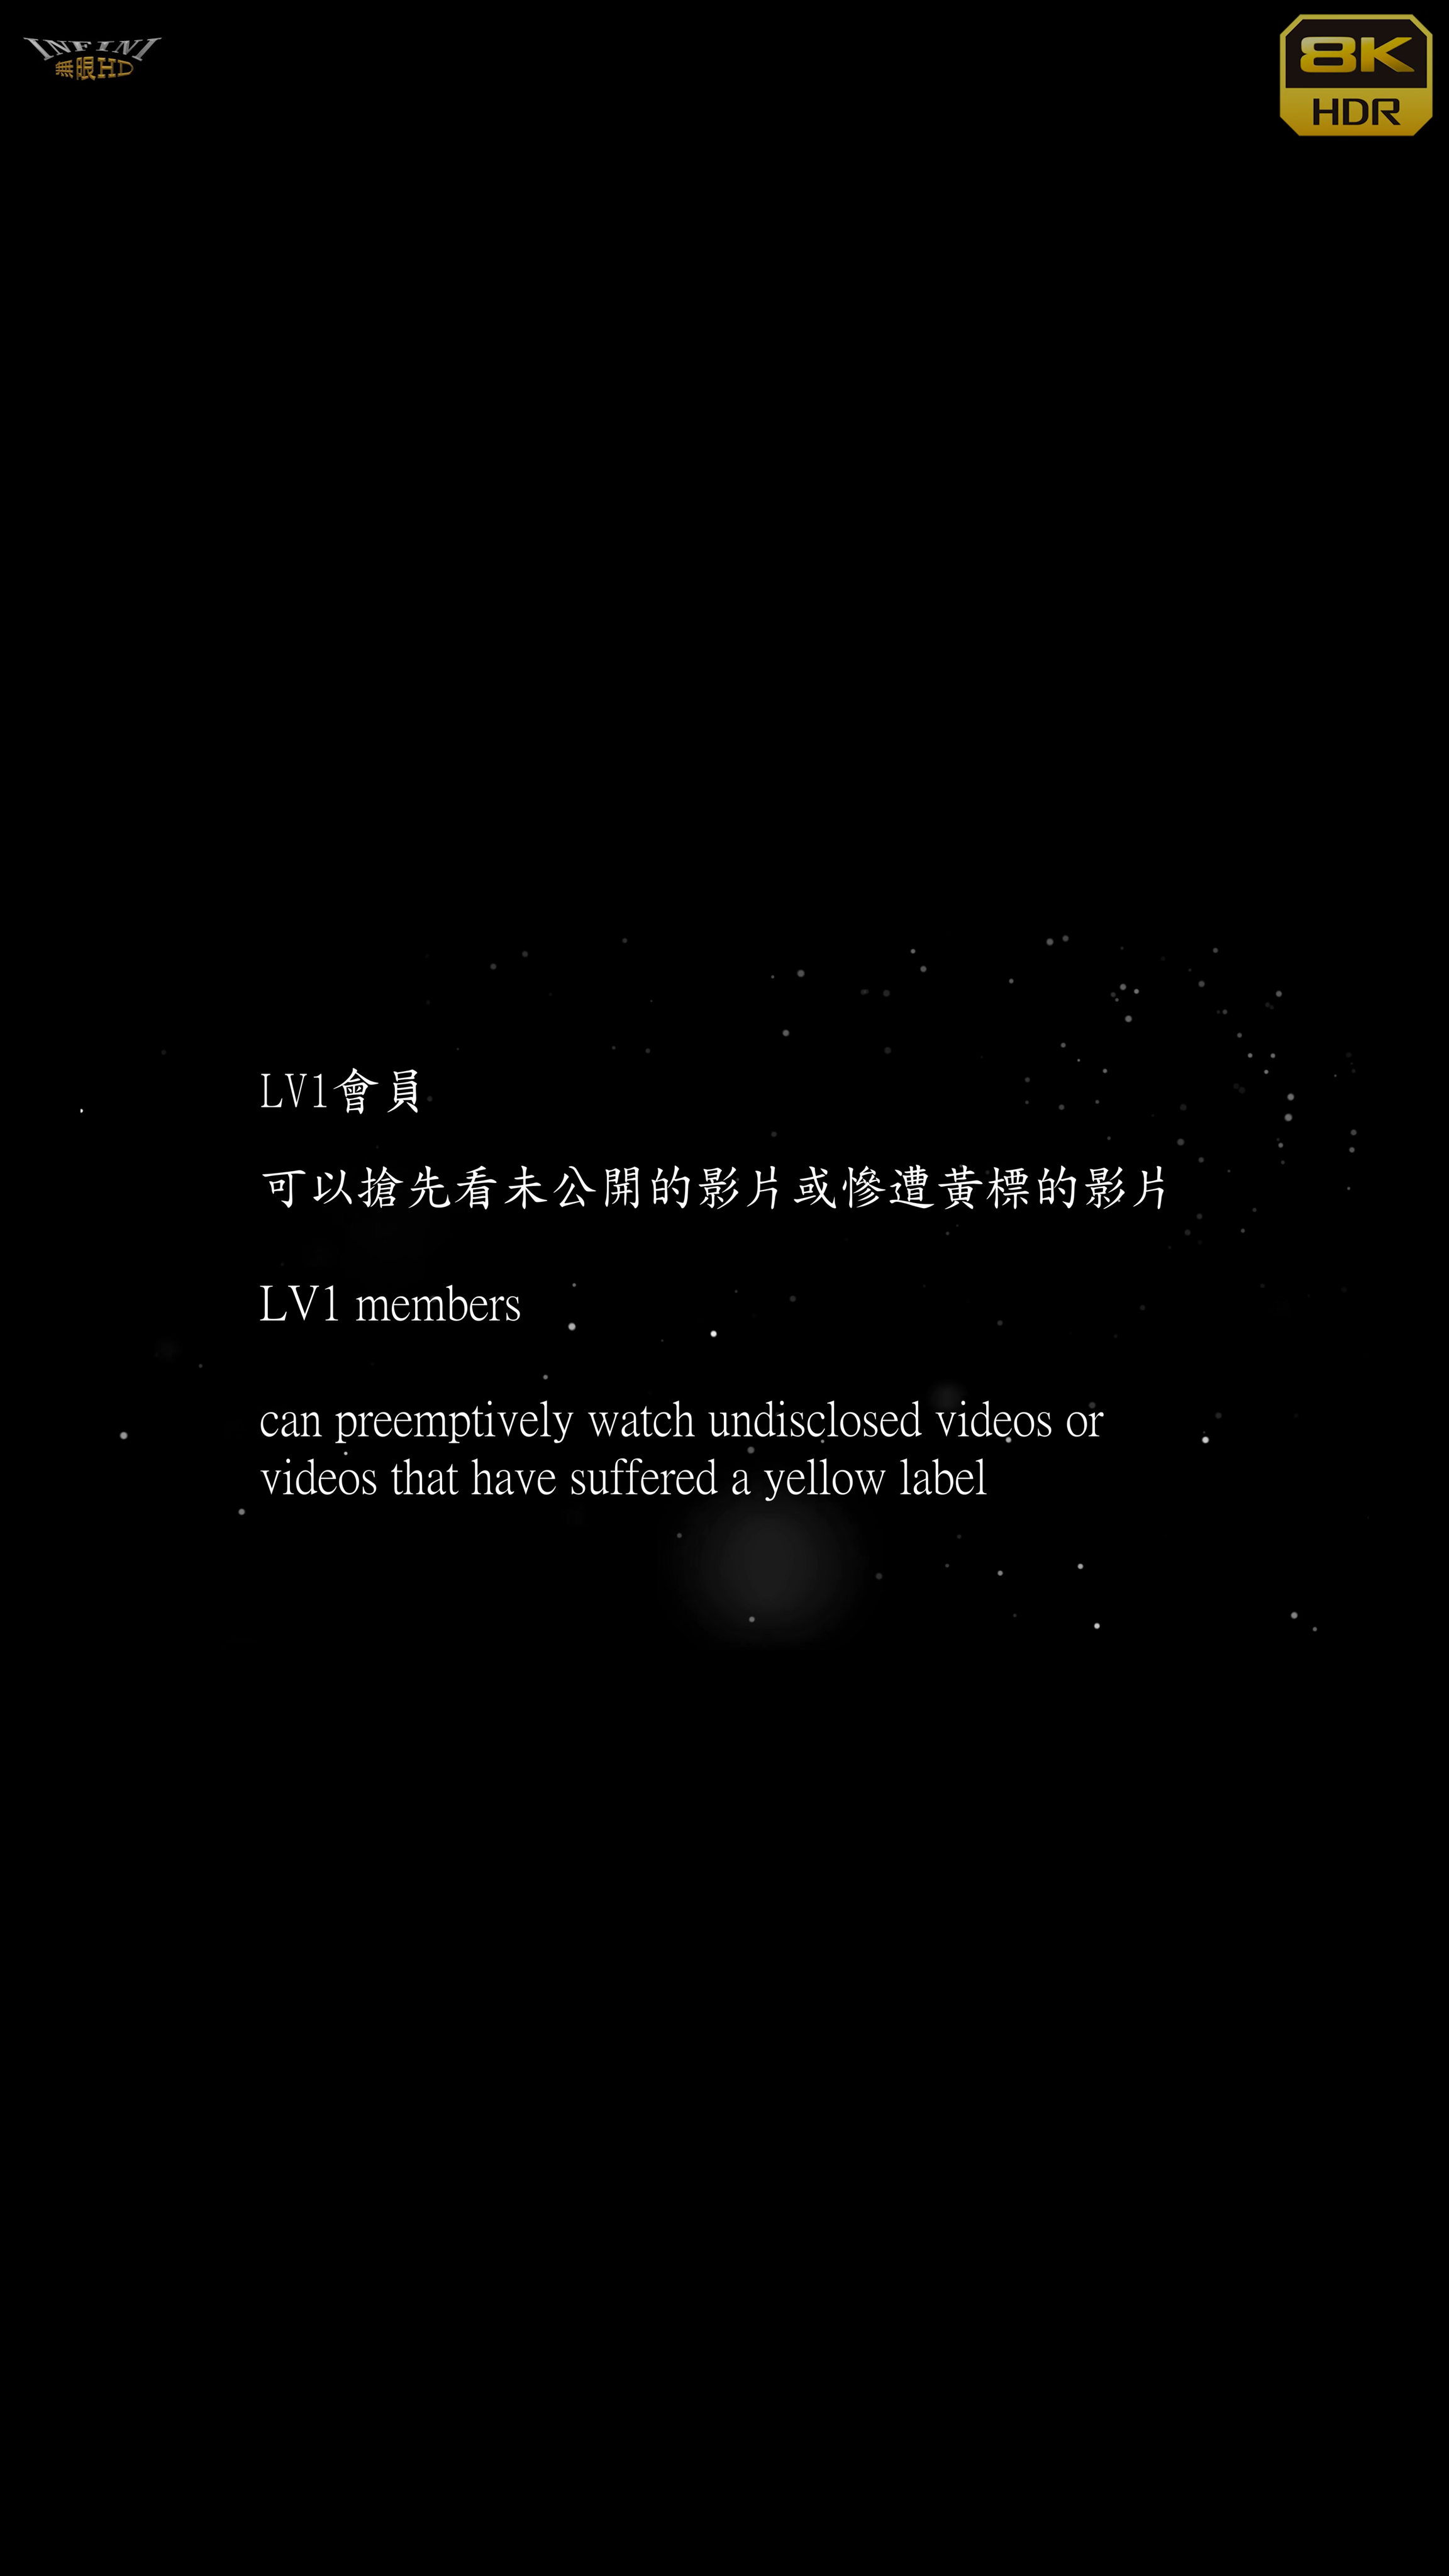 INFINI
無限HD
8K
HDR
LV1會員
可以搶先看未公開的影片或慘遭黃標的影片
LV1 members
can preemptively watch undisclosed videos or
videos that have suffered a yellow label